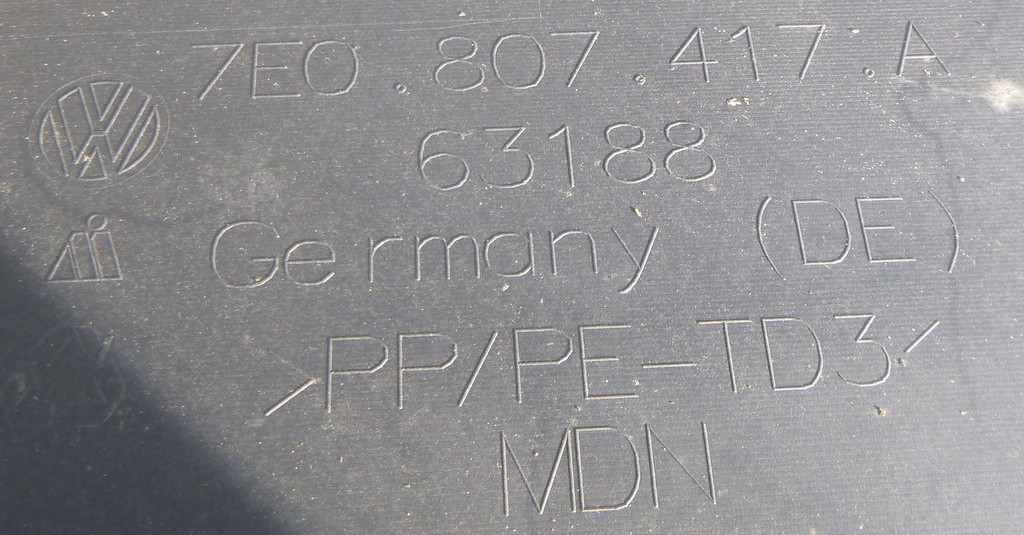 7E0.807.417.A
63188
Germany (DE)
/PP/PE-TD3/
MDN